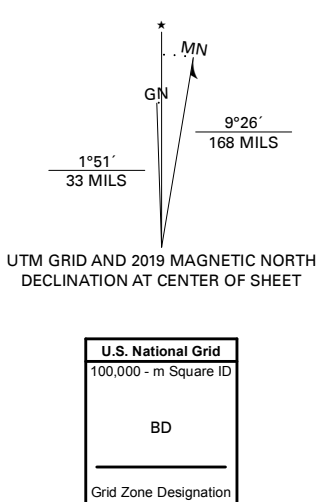 ★
MN
GN
9°26´
168 MILS
1°51´
33 MILS
UTM GRID AND 2019 MAGNETIC NORTH
DECLINATION AT CENTER OF SHEET
U.S. National Grid
100,000 - m Square ID
BD
Grid Zone Designation